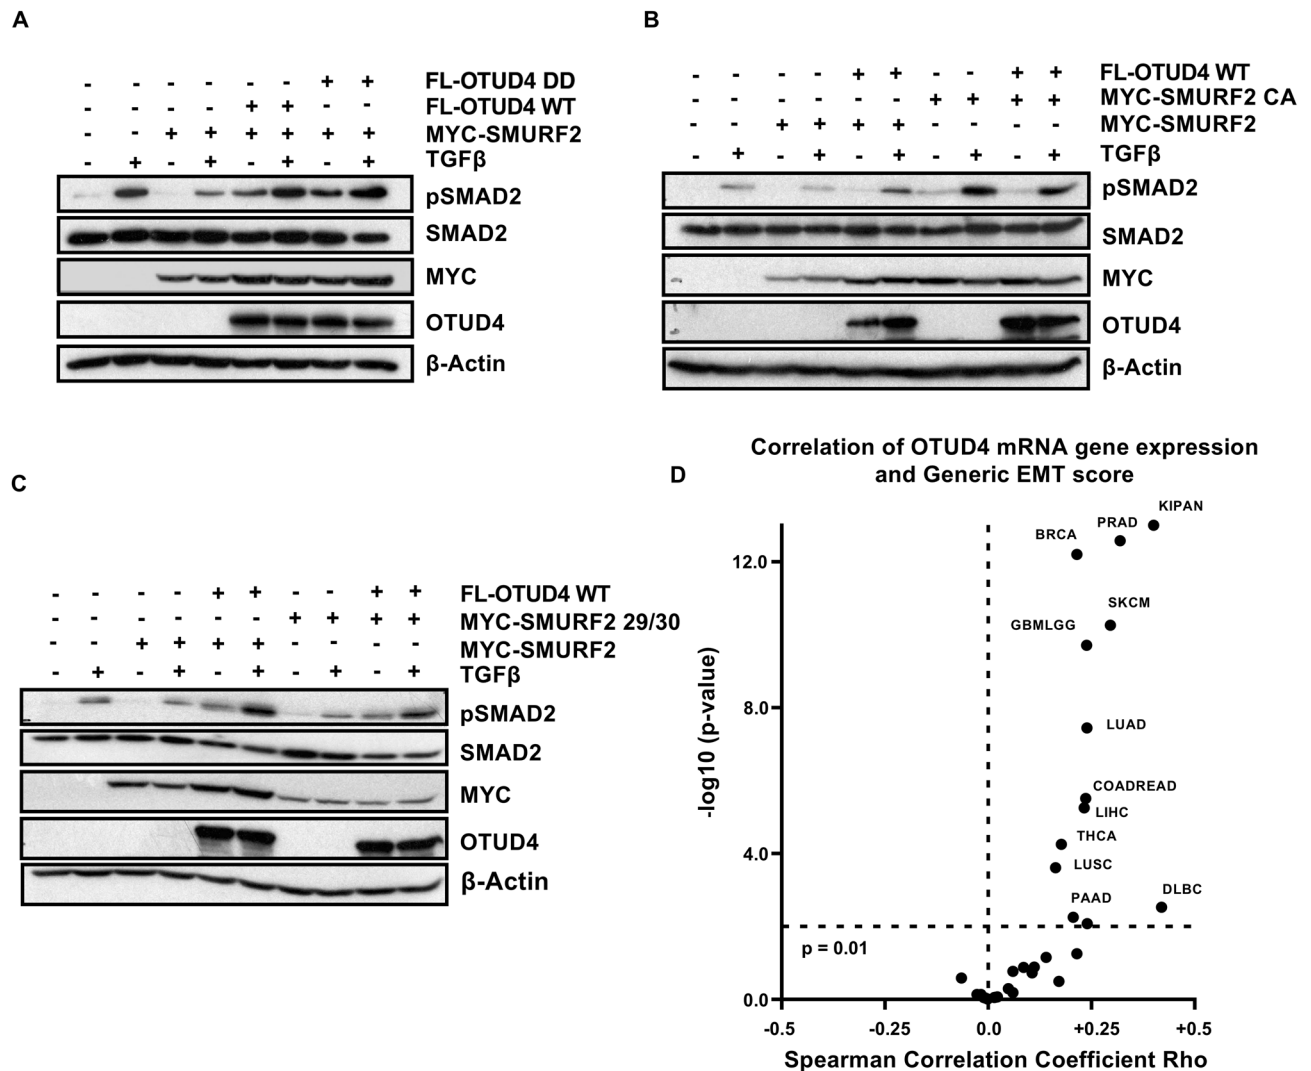 A
- - - - - - + + FL-OTUD4 DD
- - - - + + - - FL-OTUD4 WT
- - + + + + + + MYC-SMURF2
- + - + - + - + TGFβ
pSMAD2
SMAD2
MYC
OTUD4
β-Actin
B
- - - - + + - - + + FL-OTUD4 WT
- - - - - - + + + + MYC-SMURF2 CA
- - + + + + - - - - MYC-SMURF2
- + - + - + - + - + TGFβ
pSMAD2
SMAD2
MYC
OTUD4
β-Actin
C
- - - - + + - - + + FL-OTUD4 WT
- - - - - - + + + + MYC-SMURF2 29/30
- - + + + + - - - - MYC-SMURF2
- + - + - + - + - + TGFβ
pSMAD2
SMAD2
MYC
OTUD4
β-Actin
D
Correlation of OTUD4 mRNA gene expression
and Generic EMT score
KIPAN
PRAD
BRCA
12.0
SKCM
GBMLGG
LUAD
8.0
COADREAD
LIHC
THCA
4.0
LUSC
DLBC
PAAD
p = 0.01
0.0
-log10 (p-value)
-0.5 -0.25 0.0 +0.25 +0.5
Spearman Correlation Coefficient Rho